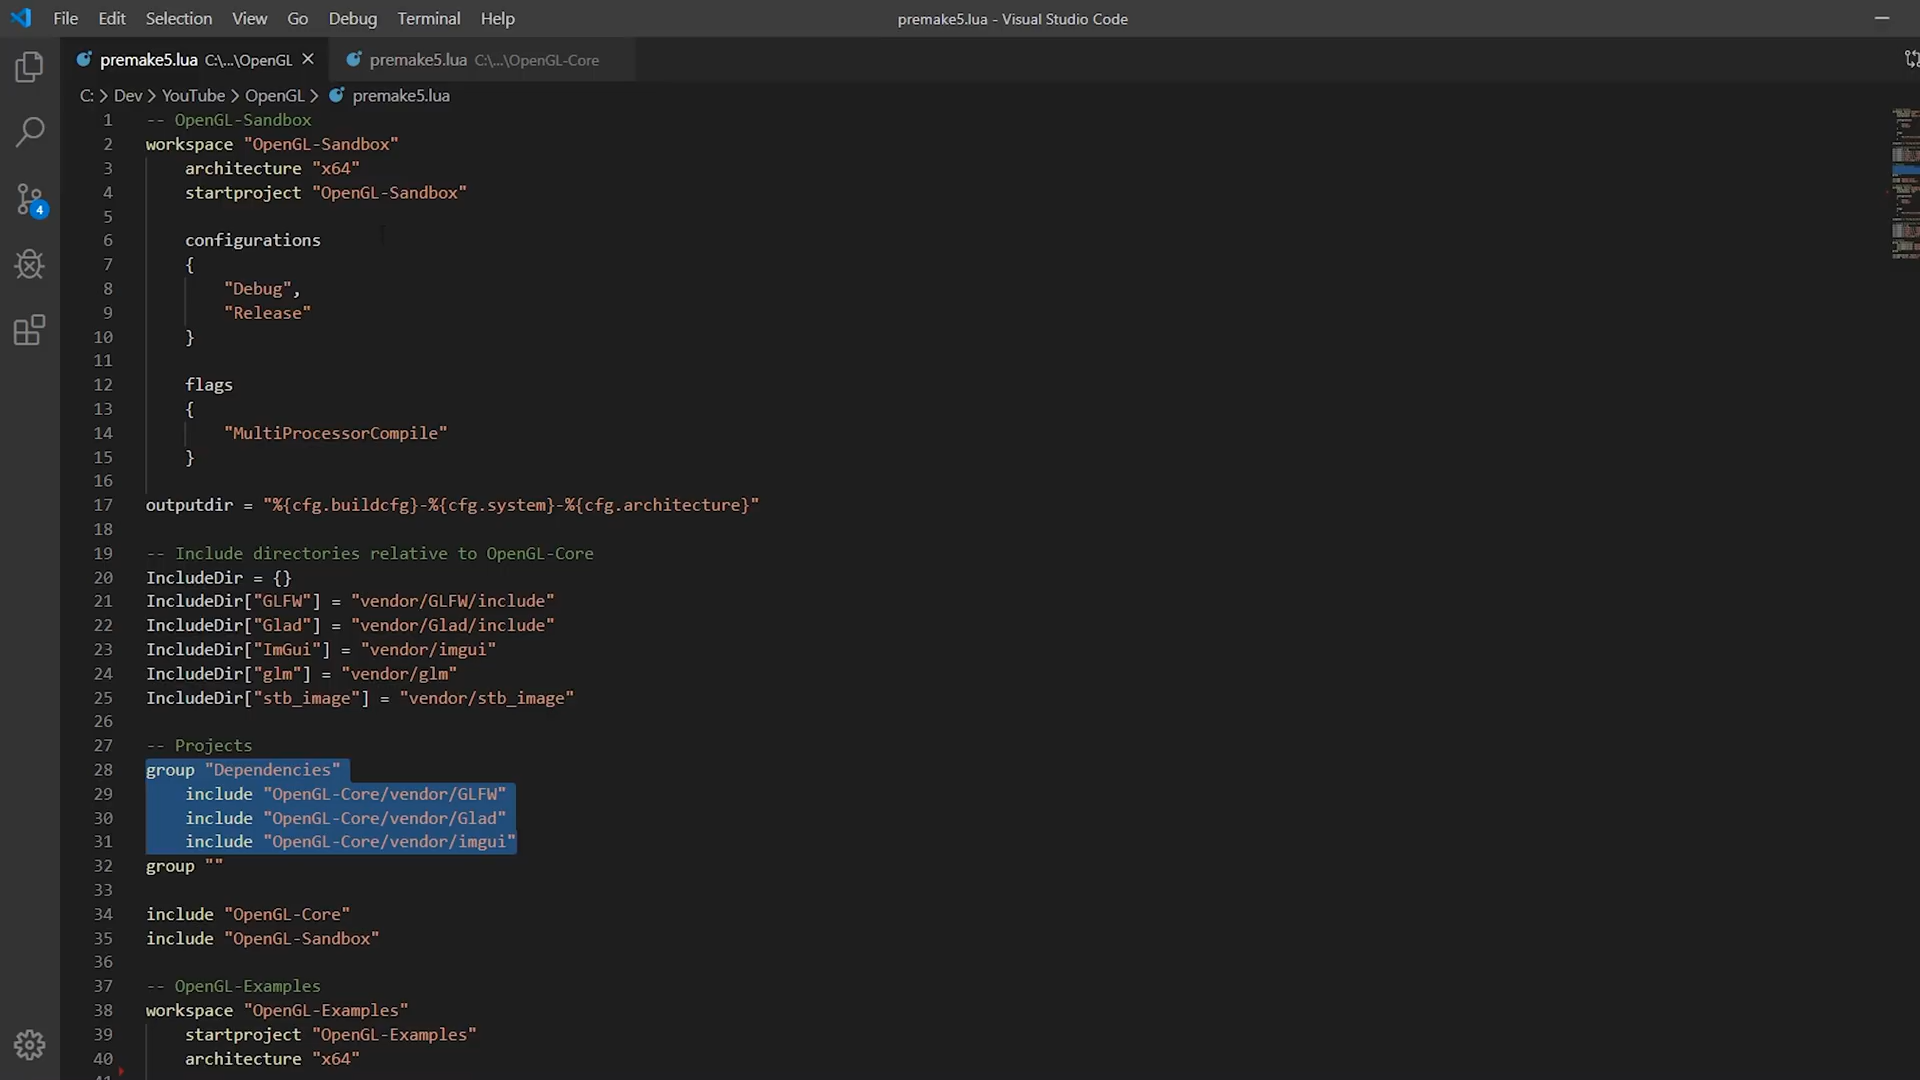 File Edit Selection View Go Debug Terminal Help
premake5.lua - Visual Studio Code
premake5.lua C:\...\OpenGL
premake5.lua C:\...\OpenGL-Core
C: > Dev > YouTube > OpenGL > premake5.lua
4
1 -- OpenGL-Sandbox
2 workspace "OpenGL-Sandbox"
3     architecture "x64"
4     startproject "OpenGL-Sandbox"
5
6     configurations
7     {
8         "Debug",
9         "Release"
10     }
11
12     flags
13     {
14         "MultiProcessorCompile"
15     }
16
17 outputdir = "%{cfg.buildcfg}-%{cfg.system}-%{cfg.architecture}"
18
19 -- Include directories relative to OpenGL-Core
20 IncludeDir = {}
21 IncludeDir["GLFW"] = "vendor/GLFW/include"
22 IncludeDir["Glad"] = "vendor/Glad/include"
23 IncludeDir["ImGui"] = "vendor/imgui"
24 IncludeDir["glm"] = "vendor/glm"
25 IncludeDir["stb_image"] = "vendor/stb_image"
26
27 -- Projects
28 group "Dependencies"
29     include "OpenGL-Core/vendor/GLFW"
30     include "OpenGL-Core/vendor/Glad"
31     include "OpenGL-Core/vendor/imgui"
32 group ""
33
34 include "OpenGL-Core"
35 include "OpenGL-Sandbox"
36
37 -- OpenGL-Examples
38 workspace "OpenGL-Examples"
39     startproject "OpenGL-Examples"
40     architecture "x64"